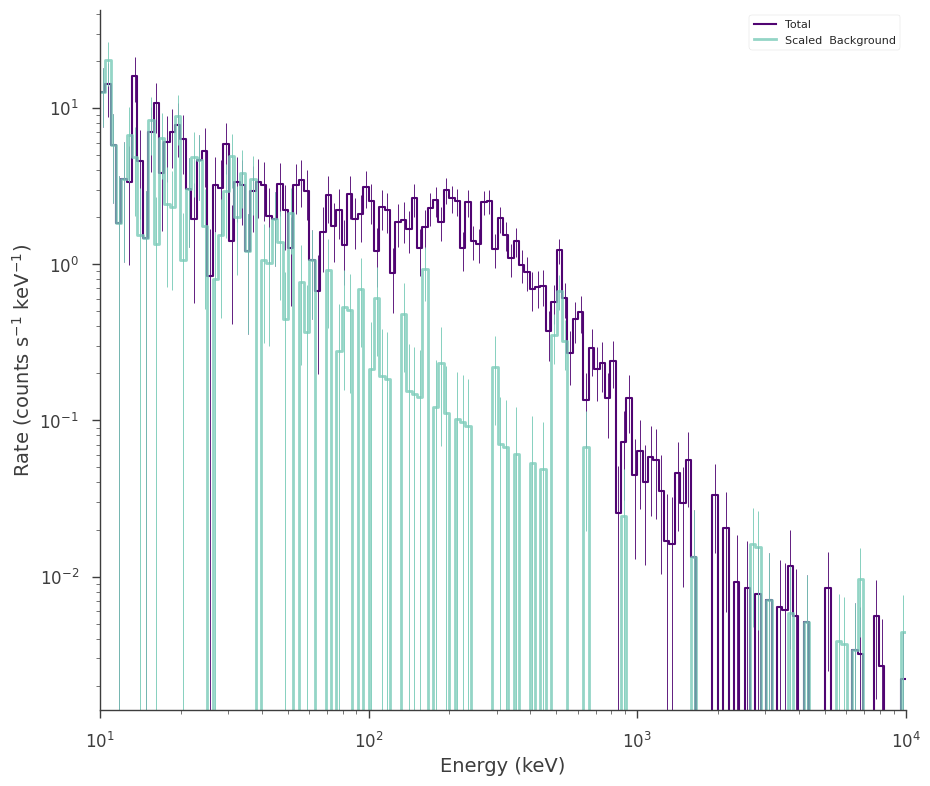 Total
Scaled  Background
Rate (counts s⁻¹ keV⁻¹)
10¹
10⁰
10⁻¹
10⁻²
10¹ 10² 10³ 10⁴
Energy (keV)